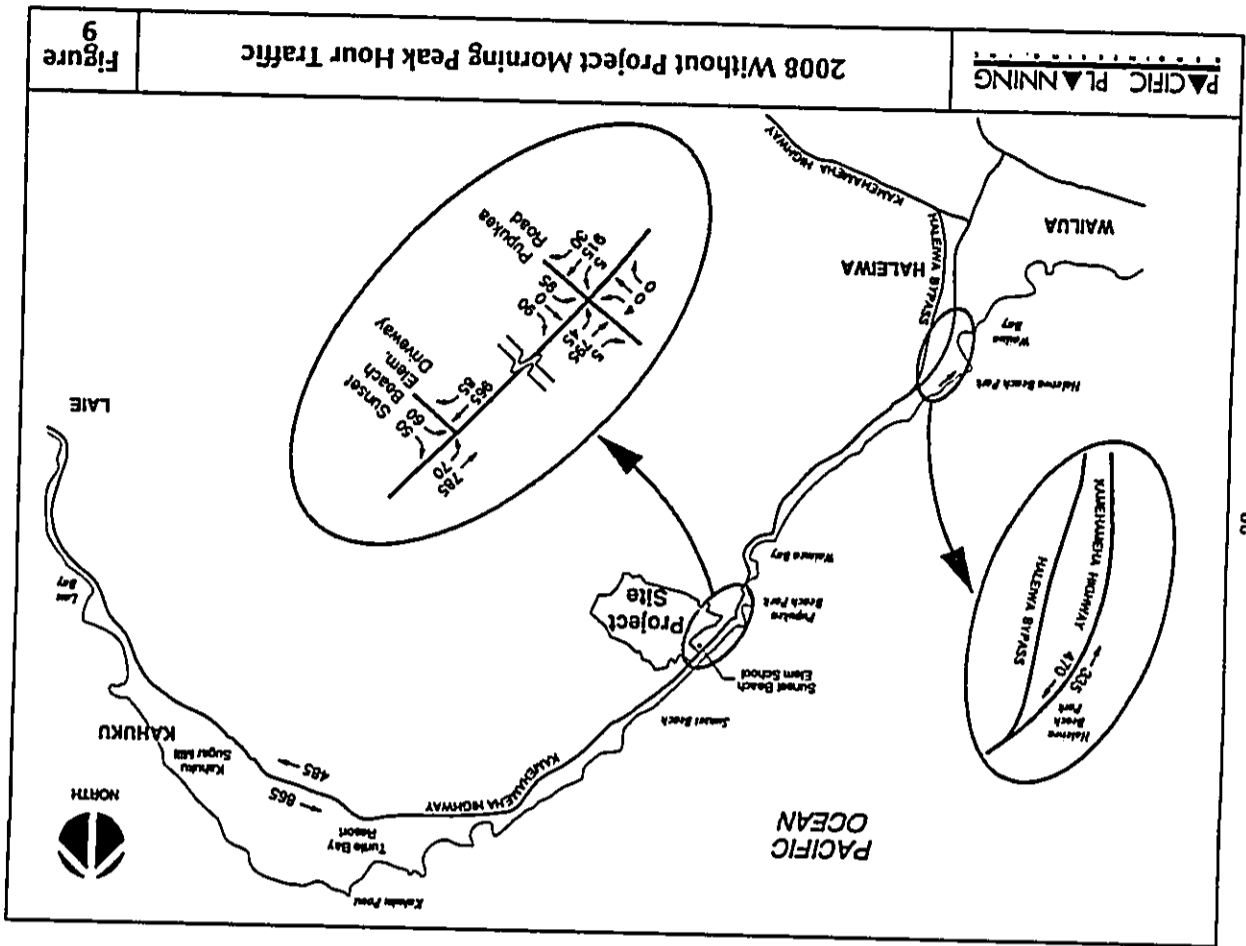 NORTH
Kahuku Point
Turtle Bay
Resort
865
485
Kahuku
Sugar Mill
KAHUKU
Laie
Bay
LAIE
PACIFIC
OCEAN
KAMEHAMEHA HIGHWAY
Sunset Beach
Sunset Beach
Elem School
Pupukea
Beach Park
Project
Site
Waimea Bay
Haleiwa
Beach
Park
335
470
KAMEHAMEHA HIGHWAY
HALEIWA BYPASS
785
70
50
60
Sunset
Beach
Elem.
Driveway
965
85
90
0
95
Pupukea
Road
0
4
0
Haleiwa Beach Park
Wailua
Bay
HALEIWA
HALEIWA BYPASS
WAILUA
KAMEHAMEHA HIGHWAY
PACIFIC PLANNING
2008 Without Project Morning Peak Hour Traffic
Figure
9